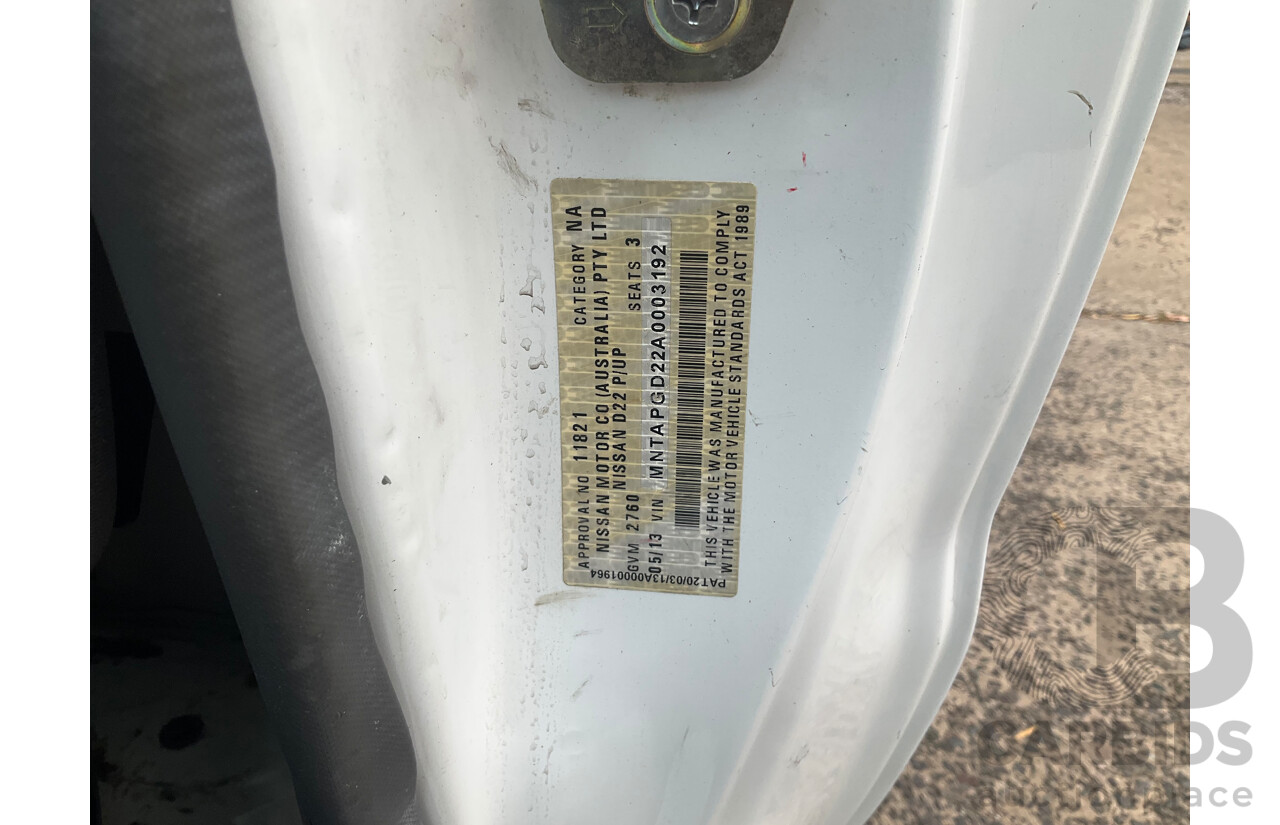 APPROVAL NO 11821 CATEGORY NA
NISSAN MOTOR CO (AUSTRALIA) PTY LTD
NISSAN D22 P/UP
GVM 2760 SEATS 3
05/13 VIN MNTAPGD22A0003192
THIS VEHICLE WAS MANUFACTURED TO COMPLY
WITH THE MOTOR VEHICLE STANDARDS ACT 1989
PAT20/03/13A00001964
CARBIDS
auctionplace